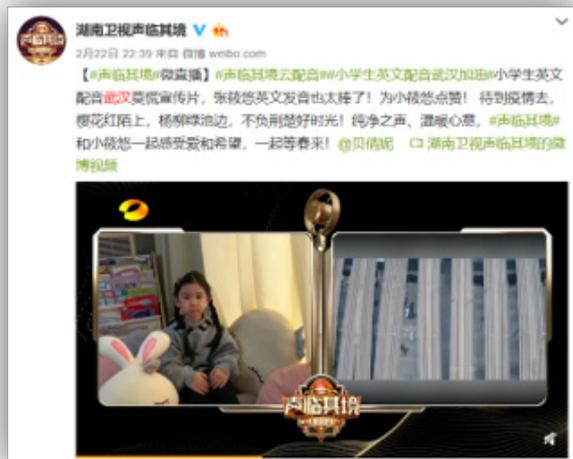 湖南卫视声临其境
2月22日 22:39 来自 微博 weibo.com
【#声临其境#微直播】#声临其境云配音##小学生英文配音武汉加油#小学生英文
配音武汉莫慌宣传片，张筱悠英文发音也太棒了！为小筱悠点赞！ 待到疫情去，
樱花红陌上，杨柳绿池边，不负荆楚好时光！纯净之声、温暖心意，#声临其境#
和小筱悠一起感受爱和希望，一起等春来！@贝倩妮 湖南卫视声临其境的微
博视频
声临其境